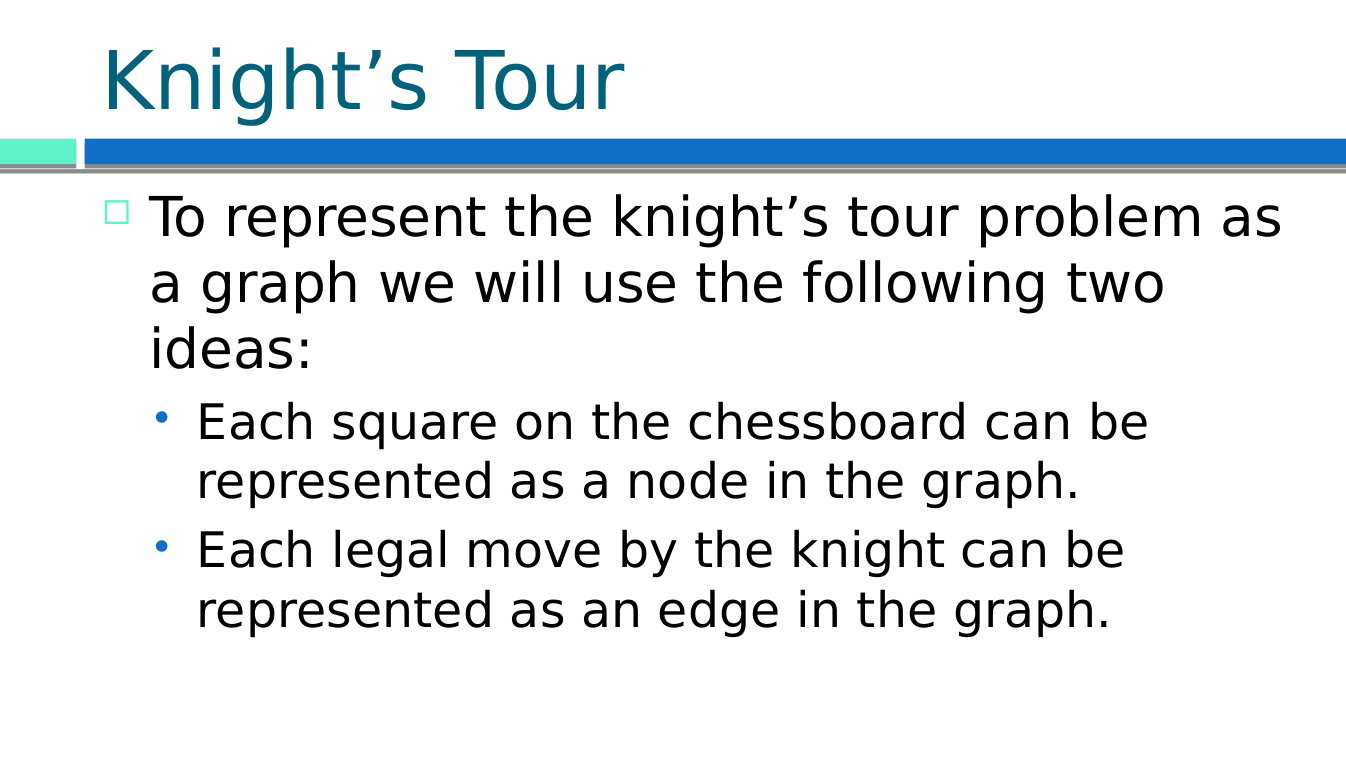 Knight’s Tour
To represent the knight’s tour problem as
a graph we will use the following two
ideas:
• Each square on the chessboard can be
represented as a node in the graph.
• Each legal move by the knight can be
represented as an edge in the graph.